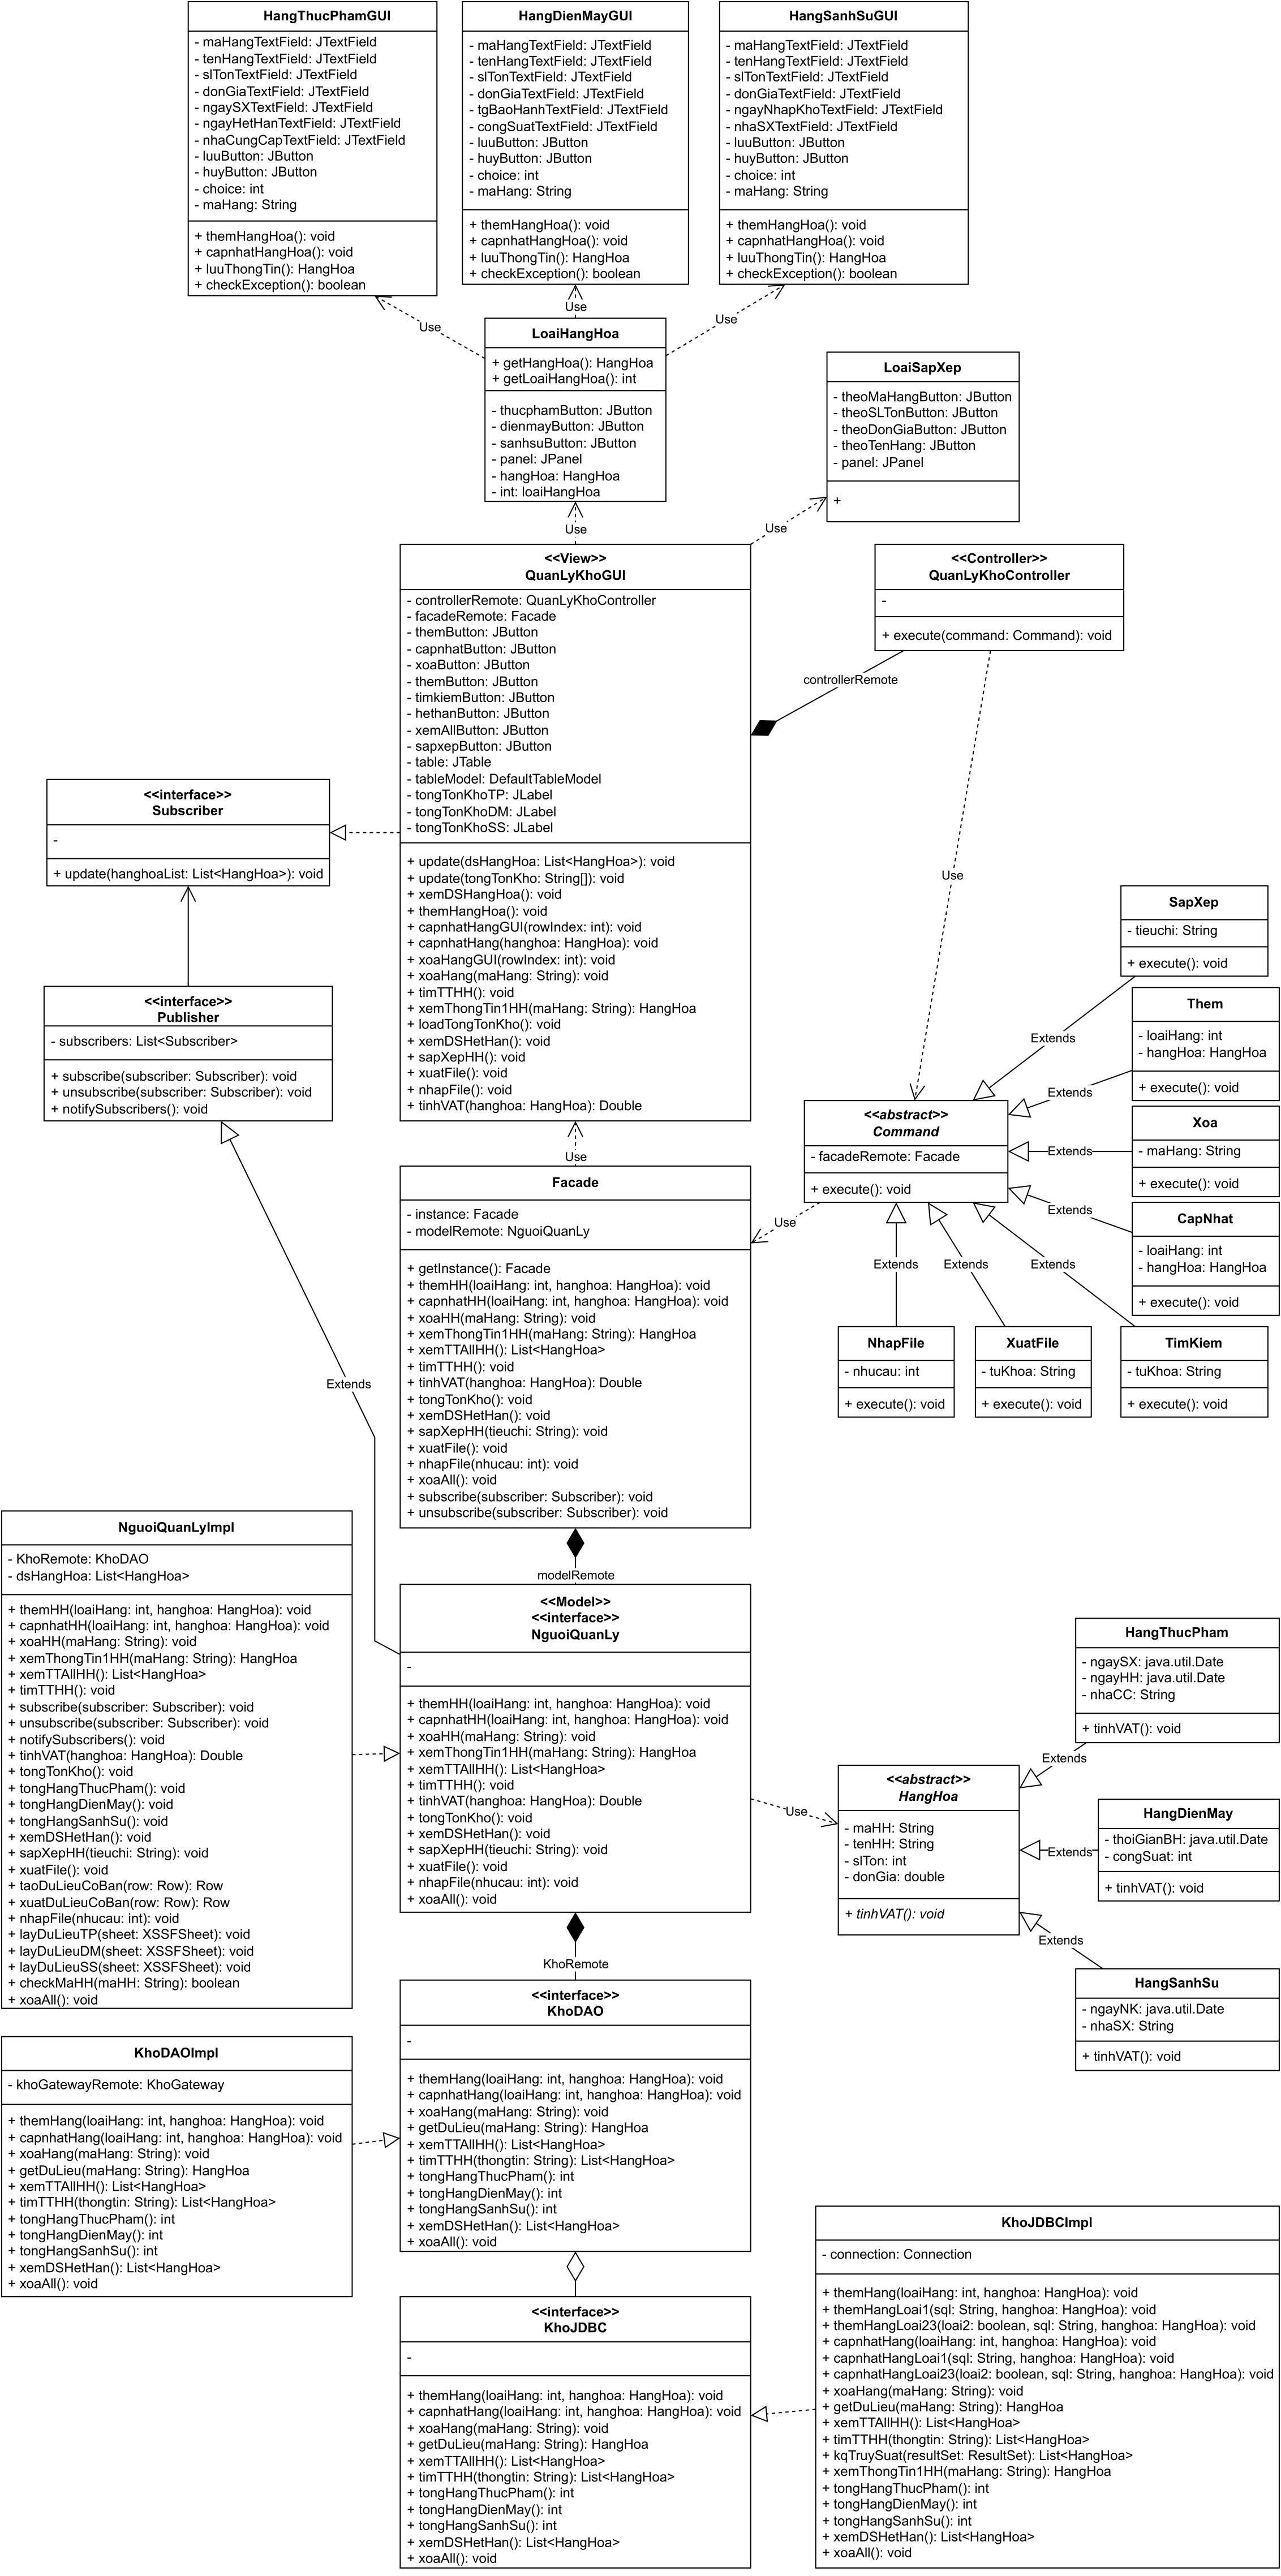 HangThucPhamGUI
- maHangTextField: JTextField
- tenHangTextField: JTextField
- slTonTextField: JTextField
- donGiaTextField: JTextField
- ngaySXTextField: JTextField
- ngayHetHanTextField: JTextField
- nhaCungCapTextField: JTextField
- luuButton: JButton
- huyButton: JButton
- choice: int
- maHang: String
+ themHangHoa(): void
+ capnhatHangHoa(): void
+ luuThongTin(): HangHoa
+ checkException(): boolean
HangDienMayGUI
- maHangTextField: JTextField
- tenHangTextField: JTextField
- slTonTextField: JTextField
- donGiaTextField: JTextField
- tgBaoHanhTextField: JTextField
- congSuatTextField: JTextField
- luuButton: JButton
- huyButton: JButton
- choice: int
- maHang: String
+ themHangHoa(): void
+ capnhatHangHoa(): void
+ luuThongTin(): HangHoa
+ checkException(): boolean
HangSanhSuGUI
- maHangTextField: JTextField
- tenHangTextField: JTextField
- slTonTextField: JTextField
- donGiaTextField: JTextField
- ngayNhapKhoTextField: JTextField
- nhaSXTextField: JTextField
- luuButton: JButton
- huyButton: JButton
- choice: int
- maHang: String
+ themHangHoa(): void
+ capnhatHangHoa(): void
+ luuThongTin(): HangHoa
+ checkException(): boolean
Use
Use
Use
LoaiHangHoa
+ getHangHoa(): HangHoa
+ getLoaiHangHoa(): int
- thucphamButton: JButton
- dienmayButton: JButton
- sanhsuButton: JButton
- panel: JPanel
- hangHoa: HangHoa
- int: loaiHangHoa
LoaiSapXep
- theoMaHangButton: JButton
- theoSLTonButton: JButton
- theoDonGiaButton: JButton
- theoTenHang: JButton
- panel: JPanel
+
Use
Use
<<View>>
QuanLyKhoGUI
- controllerRemote: QuanLyKhoController
- facadeRemote: Facade
- themButton: JButton
- capnhatButton: JButton
- xoaButton: JButton
- themButton: JButton
- timkiemButton: JButton
- hethanButton: JButton
- xemAllButton: JButton
- sapxepButton: JButton
- table: JTable
- tableModel: DefaultTableModel
- tongTonKhoTP: JLabel
- tongTonKhoDM: JLabel
- tongTonKhoSS: JLabel
+ update(dsHangHoa: List<HangHoa>): void
+ update(tongTonKho: String[]): void
+ xemDSHangHoa(): void
+ themHangHoa(): void
+ capnhatHangGUI(rowIndex: int): void
+ capnhatHang(hanghoa: HangHoa): void
+ xoaHangGUI(rowIndex: int): void
+ xoaHang(maHang: String): void
+ timTTHH(): void
+ xemThongTin1HH(maHang: String): HangHoa
+ loadTongTonKho(): void
+ xemDSHetHan(): void
+ sapXepHH(): void
+ xuatFile(): void
+ nhapFile(): void
+ tinhVAT(hanghoa: HangHoa): Double
<<Controller>>
QuanLyKhoController
-
+ execute(command: Command): void
controllerRemote
Use
<<interface>>
Subscriber
-
+ update(hanghoaList: List<HangHoa>): void
<<interface>>
Publisher
- subscribers: List<Subscriber>
+ subscribe(subscriber: Subscriber): void
+ unsubscribe(subscriber: Subscriber): void
+ notifySubscribers(): void
SapXep
- tieuchi: String
+ execute(): void
Them
- loaiHang: int
- hangHoa: HangHoa
+ execute(): void
Xoa
- maHang: String
+ execute(): void
CapNhat
- loaiHang: int
- hangHoa: HangHoa
+ execute(): void
Extends
Extends
Extends
Extends
<<abstract>>
Command
- facadeRemote: Facade
+ execute(): void
Use
Use
Extends
Extends
Extends
NhapFile
- nhucau: int
+ execute(): void
XuatFile
- tuKhoa: String
+ execute(): void
TimKiem
- tuKhoa: String
+ execute(): void
Facade
- instance: Facade
- modelRemote: NguoiQuanLy
+ getInstance(): Facade
+ themHH(loaiHang: int, hanghoa: HangHoa): void
+ capnhatHH(loaiHang: int, hanghoa: HangHoa): void
+ xoaHH(maHang: String): void
+ xemThongTin1HH(maHang: String): HangHoa
+ xemTTAllHH(): List<HangHoa>
+ timTTHH(): void
+ tinhVAT(hanghoa: HangHoa): Double
+ tongTonKho(): void
+ xemDSHetHan(): void
+ sapXepHH(tieuchi: String): void
+ xuatFile(): void
+ nhapFile(nhucau: int): void
+ xoaAll(): void
+ subscribe(subscriber: Subscriber): void
+ unsubscribe(subscriber: Subscriber): void
Extends
modelRemote
NguoiQuanLyImpl
- KhoRemote: KhoDAO
- dsHangHoa: List<HangHoa>
+ themHH(loaiHang: int, hanghoa: HangHoa): void
+ capnhatHH(loaiHang: int, hanghoa: HangHoa): void
+ xoaHH(maHang: String): void
+ xemThongTin1HH(maHang: String): HangHoa
+ xemTTAllHH(): List<HangHoa>
+ timTTHH(): void
+ subscribe(subscriber: Subscriber): void
+ unsubscribe(subscriber: Subscriber): void
+ notifySubscribers(): void
+ tinhVAT(hanghoa: HangHoa): Double
+ tongTonKho(): void
+ tongHangThucPham(): void
+ tongHangDienMay(): void
+ tongHangSanhSu(): void
+ xemDSHetHan(): void
+ sapXepHH(tieuchi: String): void
+ xuatFile(): void
+ taoDuLieuCoBan(row: Row): Row
+ xuatDuLieuCoBan(row: Row): Row
+ nhapFile(nhucau: int): void
+ layDuLieuTP(sheet: XSSFSheet): void
+ layDuLieuDM(sheet: XSSFSheet): void
+ layDuLieuSS(sheet: XSSFSheet): void
+ checkMaHH(maHH: String): boolean
+ xoaAll(): void
<<Model>>
<<interface>>
NguoiQuanLy
-
+ themHH(loaiHang: int, hanghoa: HangHoa): void
+ capnhatHH(loaiHang: int, hanghoa: HangHoa): void
+ xoaHH(maHang: String): void
+ xemThongTin1HH(maHang: String): HangHoa
+ xemTTAllHH(): List<HangHoa>
+ timTTHH(): void
+ tinhVAT(hanghoa: HangHoa): Double
+ tongTonKho(): void
+ xemDSHetHan(): void
+ sapXepHH(tieuchi: String): void
+ xuatFile(): void
+ nhapFile(nhucau: int): void
+ xoaAll(): void
Use
<<abstract>>
HangHoa
- maHH: String
- tenHH: String
- slTon: int
- donGia: double
+ tinhVAT(): void
HangThucPham
- ngaySX: java.util.Date
- ngayHH: java.util.Date
- nhaCC: String
+ tinhVAT(): void
Extends
HangDienMay
- thoiGianBH: java.util.Date
- congSuat: int
+ tinhVAT(): void
Extends
Extends
HangSanhSu
- ngayNK: java.util.Date
- nhaSX: String
+ tinhVAT(): void
KhoRemote
<<interface>>
KhoDAO
-
+ themHang(loaiHang: int, hanghoa: HangHoa): void
+ capnhatHang(loaiHang: int, hanghoa: HangHoa): void
+ xoaHang(maHang: String): void
+ getDuLieu(maHang: String): HangHoa
+ xemTTAllHH(): List<HangHoa>
+ timTTHH(thongtin: String): List<HangHoa>
+ tongHangThucPham(): int
+ tongHangDienMay(): int
+ tongHangSanhSu(): int
+ xemDSHetHan(): List<HangHoa>
+ xoaAll(): void
KhoDAOImpl
- khoGatewayRemote: KhoGateway
+ themHang(loaiHang: int, hanghoa: HangHoa): void
+ capnhatHang(loaiHang: int, hanghoa: HangHoa): void
+ xoaHang(maHang: String): void
+ getDuLieu(maHang: String): HangHoa
+ xemTTAllHH(): List<HangHoa>
+ timTTHH(thongtin: String): List<HangHoa>
+ tongHangThucPham(): int
+ tongHangDienMay(): int
+ tongHangSanhSu(): int
+ xemDSHetHan(): List<HangHoa>
+ xoaAll(): void
<<interface>>
KhoJDBC
-
+ themHang(loaiHang: int, hanghoa: HangHoa): void
+ capnhatHang(loaiHang: int, hanghoa: HangHoa): void
+ xoaHang(maHang: String): void
+ getDuLieu(maHang: String): HangHoa
+ xemTTAllHH(): List<HangHoa>
+ timTTHH(thongtin: String): List<HangHoa>
+ tongHangThucPham(): int
+ tongHangDienMay(): int
+ tongHangSanhSu(): int
+ xemDSHetHan(): List<HangHoa>
+ xoaAll(): void
KhoJDBCImpl
- connection: Connection
+ themHang(loaiHang: int, hanghoa: HangHoa): void
+ themHangLoai1(sql: String, hanghoa: HangHoa): void
+ themHangLoai23(loai2: boolean, sql: String, hanghoa: HangHoa): void
+ capnhatHang(loaiHang: int, hanghoa: HangHoa): void
+ capnhatHangLoai1(sql: String, hanghoa: HangHoa): void
+ capnhatHangLoai23(loai2: boolean, sql: String, hanghoa: HangHoa): void
+ xoaHang(maHang: String): void
+ getDuLieu(maHang: String): HangHoa
+ xemTTAllHH(): List<HangHoa>
+ timTTHH(thongtin: String): List<HangHoa>
+ kqTruySuat(resultSet: ResultSet): List<HangHoa>
+ xemThongTin1HH(maHang: String): HangHoa
+ tongHangThucPham(): int
+ tongHangDienMay(): int
+ tongHangSanhSu(): int
+ xemDSHetHan(): List<HangHoa>
+ xoaAll(): void